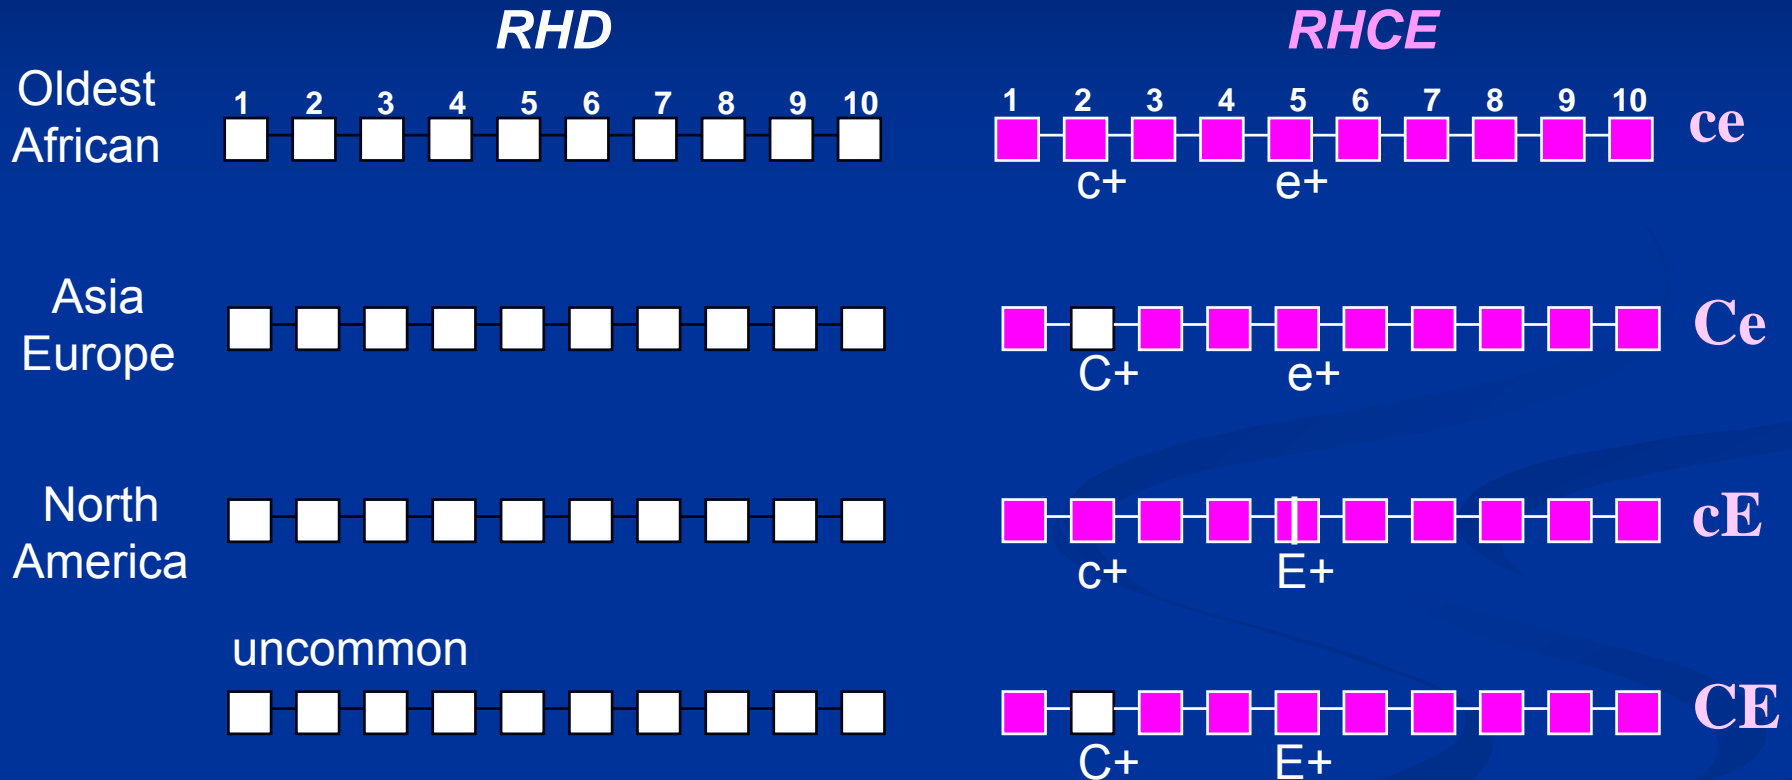 RHD RHCE
Oldest
African
1 2 3 4 5 6 7 8 9 10
1 2 3 4 5 6 7 8 9 10
ce
c+ e+
Asia
Europe
Ce
C+ e+
North
America
cE
c+ E+
uncommon
CE
C+ E+